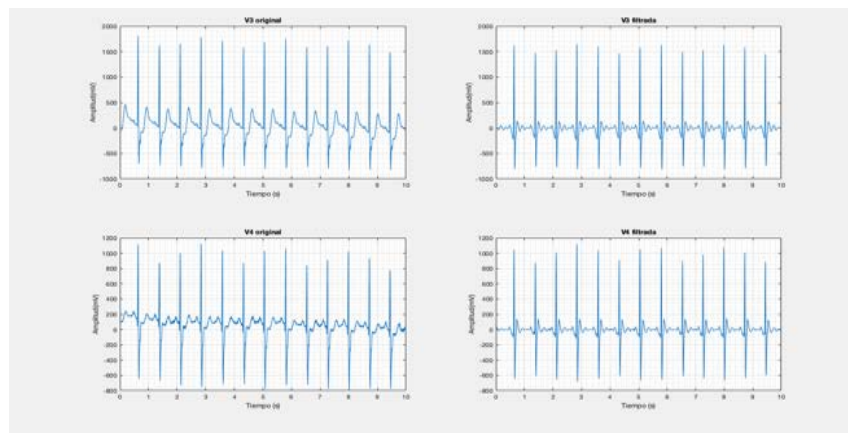 V3 original
2000
1500
1000
500
0
-500
-1000
Amplitud(mV)
0 1 2 3 4 5 6 7 8 9 10
Tiempo (s)
V3 filtrada
2000
1500
1000
500
0
-500
-1000
Amplitud(mV)
0 1 2 3 4 5 6 7 8 9 10
Tiempo (s)
V4 original
1200
1000
800
600
400
200
0
-200
-400
-600
-800
Amplitud(mV)
0 1 2 3 4 5 6 7 8 9 10
Tiempo (s)
V4 filtrada
1200
1000
800
600
400
200
0
-200
-400
-600
-800
Amplitud(mV)
0 1 2 3 4 5 6 7 8 9 10
Tiempo (s)